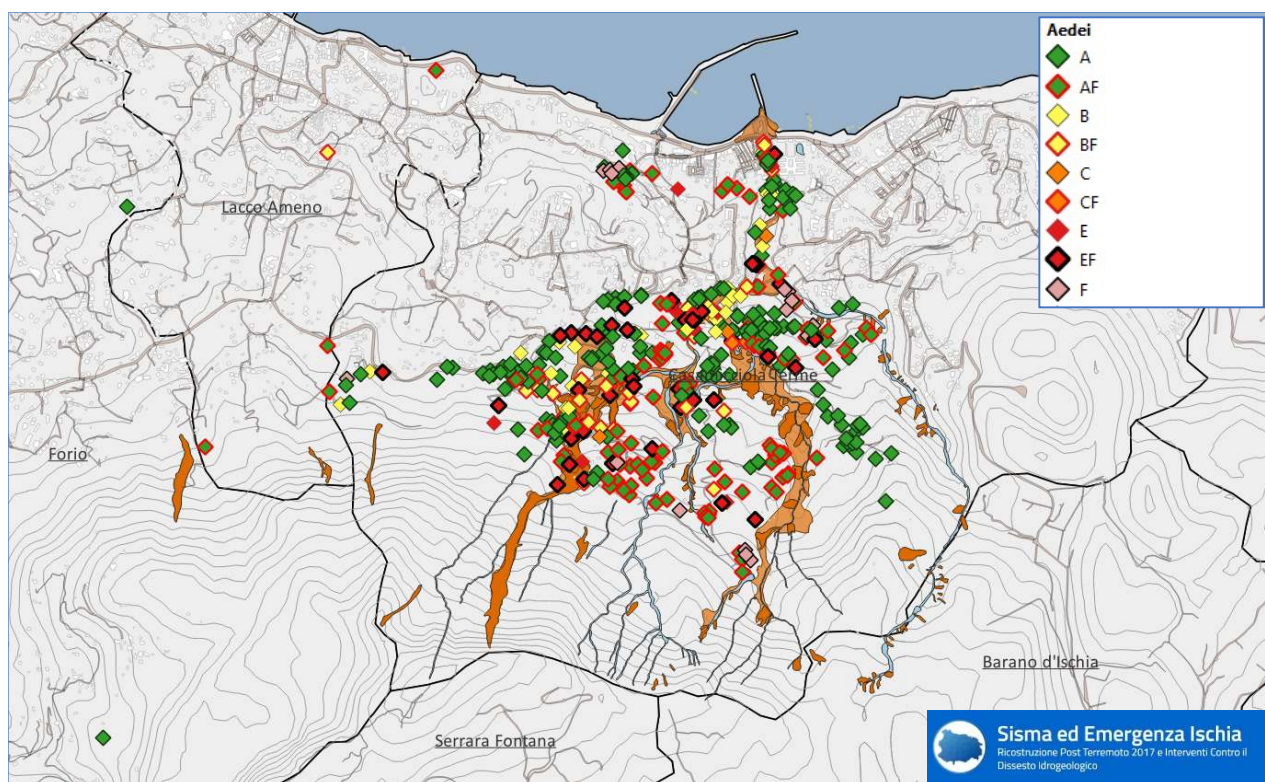 Aedei
A
AF
B
BF
C
CF
E
EF
F
Lacco Ameno
Terme
Forio
Barano d'Ischia
Serrara Fontana
Sisma ed Emergenza Ischia
Ricostruzione Post Terremoto 2017 e Interventi Contro il
Dissesto Idrogeologico